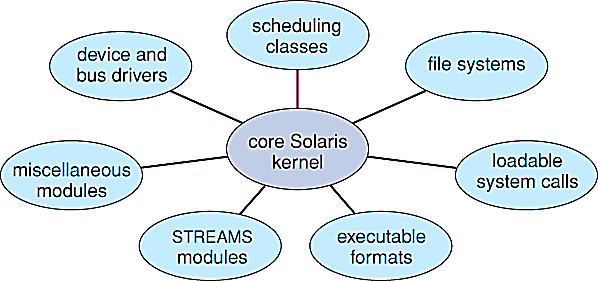 scheduling
classes
device and
bus drivers
file systems
core Solaris
kernel
miscellaneous
modules
loadable
system calls
STREAMS
modules
executable
formats